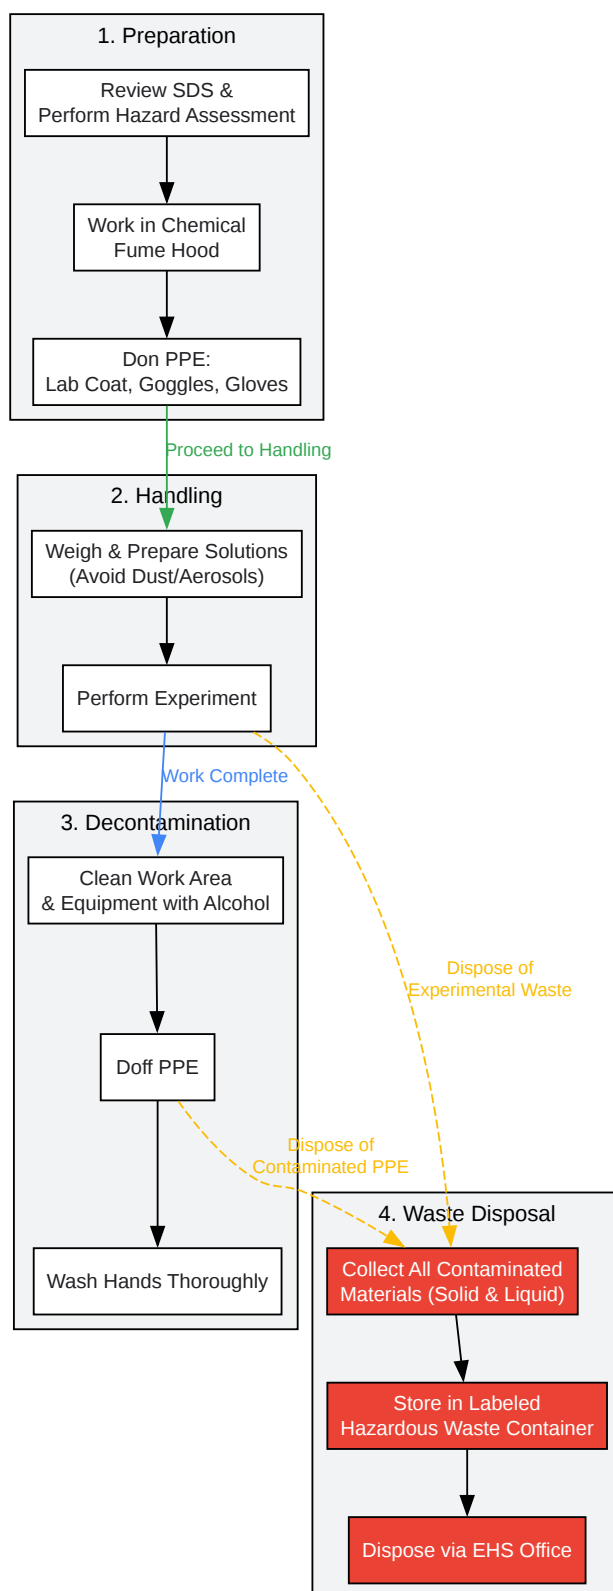 1. Preparation
Review SDS &
Perform Hazard Assessment
Work in Chemical
Fume Hood
Don PPE:
Lab Coat, Goggles, Gloves
Proceed to Handling
2. Handling
Weigh & Prepare Solutions
(Avoid Dust/Aerosols)
Perform Experiment
Work Complete
3. Decontamination
Clean Work Area
& Equipment with Alcohol
Dispose of
Experimental Waste
Doff PPE
Dispose of
Contaminated PPE
4. Waste Disposal
Wash Hands Thoroughly
Collect All Contaminated
Materials (Solid & Liquid)
Store in Labeled
Hazardous Waste Container
Dispose via EHS Office